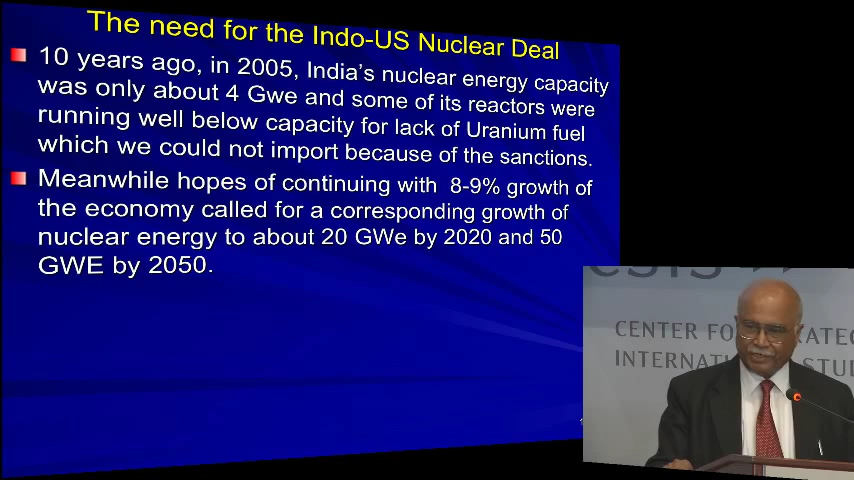 The need for the Indo-US Nuclear Deal
10 years ago, in 2005, India's nuclear energy capacity
was only about 4 Gwe and some of its reactors were
running well below capacity for lack of Uranium fuel
which we could not import because of the sanctions.
Meanwhile hopes of continuing with 8-9% growth of
the economy called for a corresponding growth of
nuclear energy to about 20 GWe by 2020 and 50
GWE by 2050.
CSIS
CENTER FO
INTERNAT